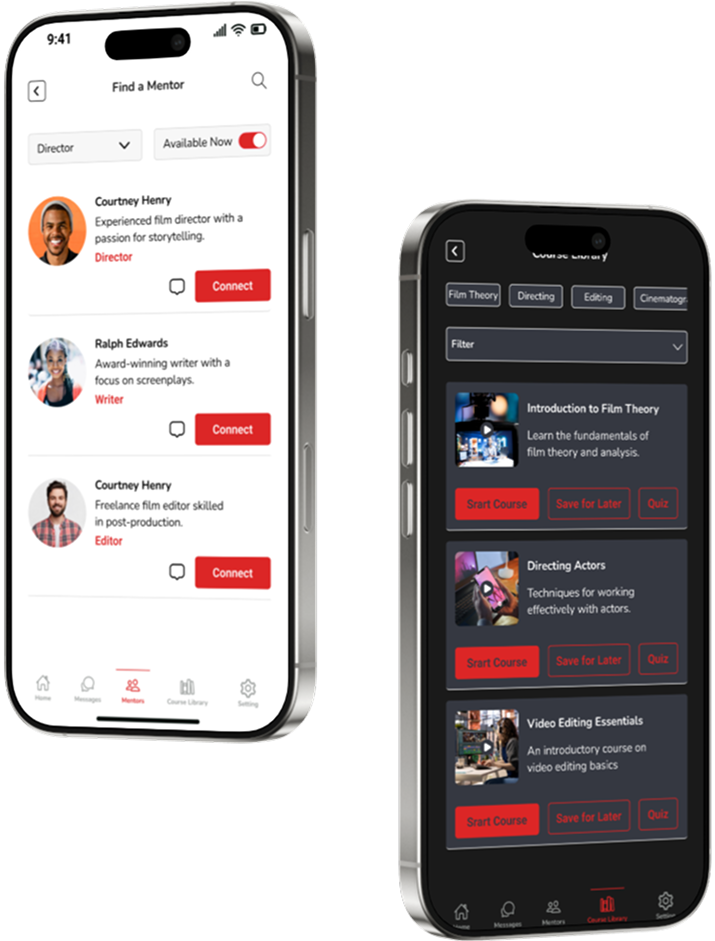 9:41
Find a Mentor
Director
Available Now
Courtney Henry
Experienced film director with a
passion for storytelling.
Director
Connect
Ralph Edwards
Award-winning writer with a
focus on screenplays.
Writer
Connect
Courtney Henry
Freelance film editor skilled
in post-production.
Editor
Connect
Home
Messages
Mentors
Course Library
Setting
Course Library
Film Theory
Directing
Editing
Cinematogr
Filter
Introduction to Film Theory
Learn the fundamentals of
film theory and analysis.
Srart Course
Save for Later
Quiz
Directing Actors
Techniques for working
effectively with actors.
Srart Course
Save for Later
Quiz
Video Editing Essentials
An introductory course on
video editing basics
Srart Course
Save for Later
Quiz
Home
Messages
Mentors
Course Library
Setting